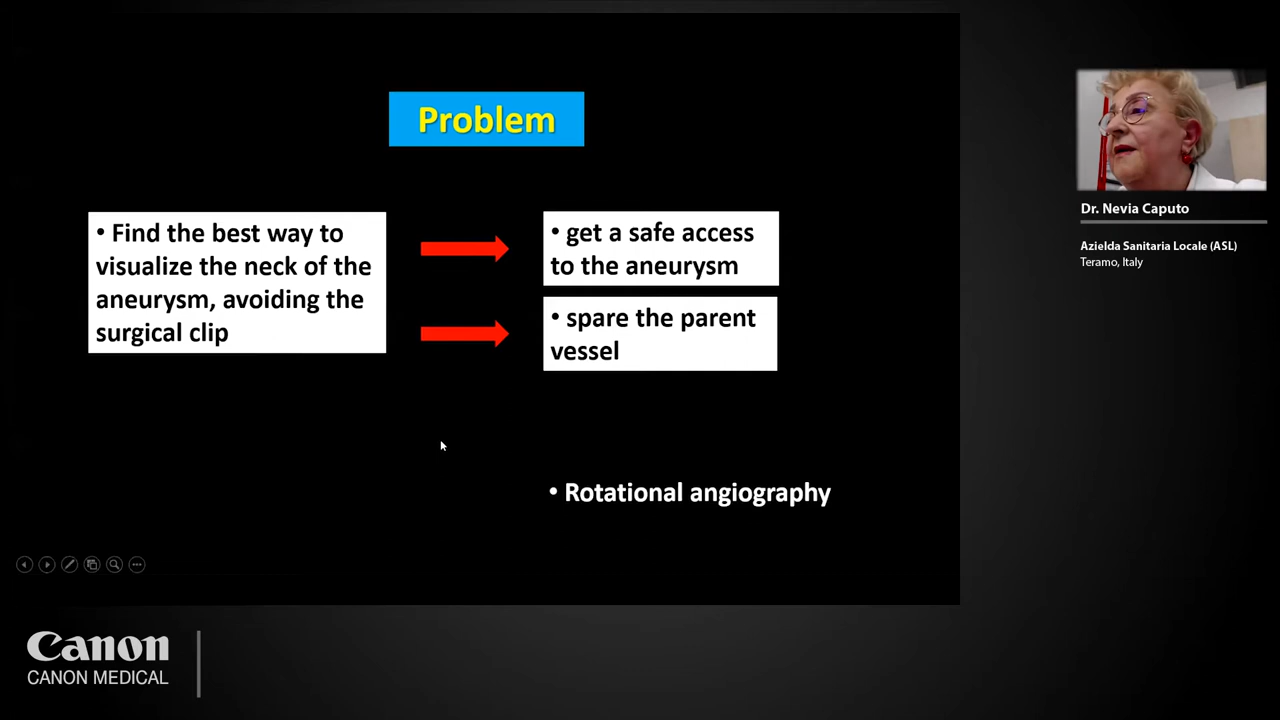 Problem
• Find the best way to
visualize the neck of the
aneurysm, avoiding the
surgical clip
• get a safe access
to the aneurysm
• spare the parent
vessel
• Rotational angiography
Dr. Nevia Caputo
Azielda Sanitaria Locale (ASL)
Teramo, Italy
Canon
CANON MEDICAL